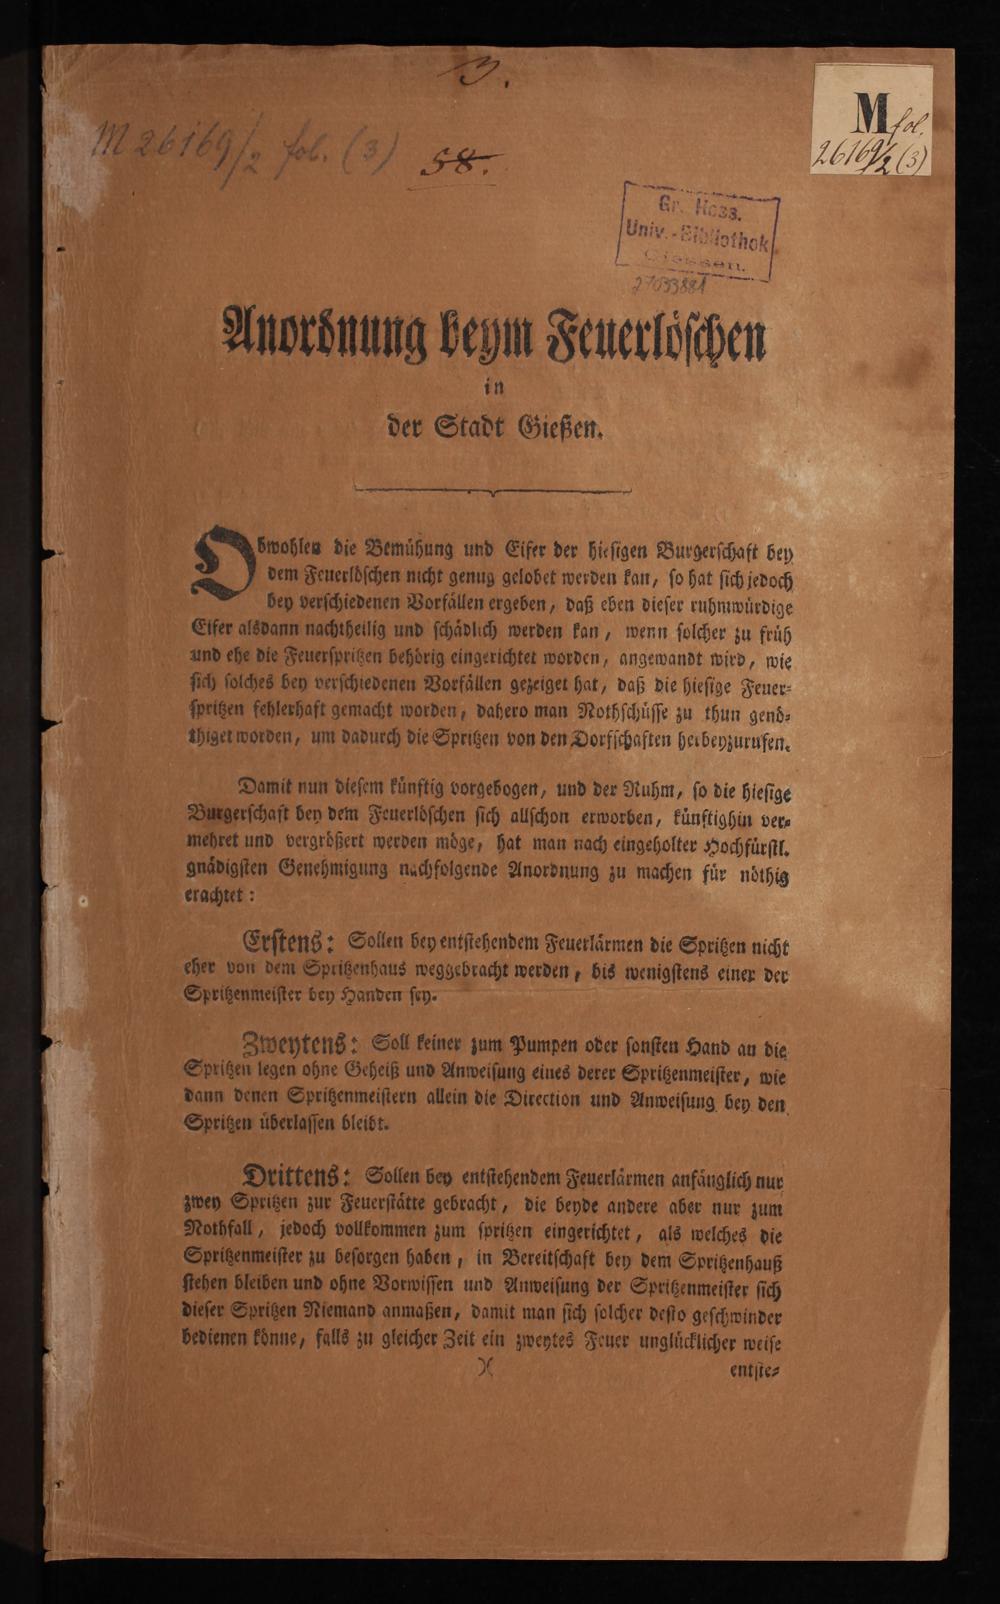 3.
M 26169/2 fol. (3)
58.
M fol.
26169/2 (3)
Gr. Hess.
Univ.-Bibliothek
Giessen.
Anordnung beym Feuerlöschen
in
der Stadt Gießen.
Obwohlen die Bemühung und Eifer der hiesigen Burgerschaft bey
dem Feuerlöschen nicht genug gelobet werden kan, so hat sich jedoch
bey verschiedenen Vorfällen ergeben, daß eben dieser ruhmwürdige
Eifer alsdann nachtheilig und schädlich werden kan, wenn solcher zu früh
und ehe die Feuerspritzen behörig eingerichtet worden, angewandt wird, wie
sich solches bey verschiedenen Vorfällen gezeiget hat, daß die hiesige Feuer-
spritzen fehlerhaft gemacht worden, dahero man Nothschüsse zu thun genö-
thiget worden, um dadurch die Spritzen von den Dorfschaften herbeyzurufen.
Damit nun diesem künftig vorgebogen, und der Ruhm, so die hiesige
Burgerschaft bey dem Feuerlöschen sich allschon erworben, künftighin ver-
mehret und vergrößert werden möge, hat man nach eingeholter Hochfürstl.
gnädigsten Genehmigung nachfolgende Anordnung zu machen für nöthig
erachtet:
Erstens: Sollen bey entstehendem Feuerlärmen die Spritzen nicht
eher von dem Spritzenhaus weggebracht werden, bis wenigstens einer der
Spritzenmeister bey Handen sey.
Zweytens: Soll keiner zum Pumpen oder sonsten Hand an die
Spritzen legen ohne Geheiß und Anweisung eines derer Spritzenmeister, wie
dann denen Spritzenmeistern allein die Direction und Anweisung bey den
Spritzen überlassen bleibt.
Drittens: Sollen bey entstehendem Feuerlärmen anfänglich nur
zwey Spritzen zur Feuerstätte gebracht, die beyde andere aber nur zum
Nothfall, jedoch vollkommen zum spritzen eingerichtet, als welches die
Spritzenmeister zu besorgen haben, in Bereitschaft bey dem Spritzenhauß
stehen bleiben und ohne Vorwissen und Anweisung der Spritzenmeister sich
dieser Spritzen Niemand anmaßen, damit man sich solcher desto geschwinder
bedienen könne, falls zu gleicher Zeit ein zweytes Feuer unglücklicher weise
)(
entste-